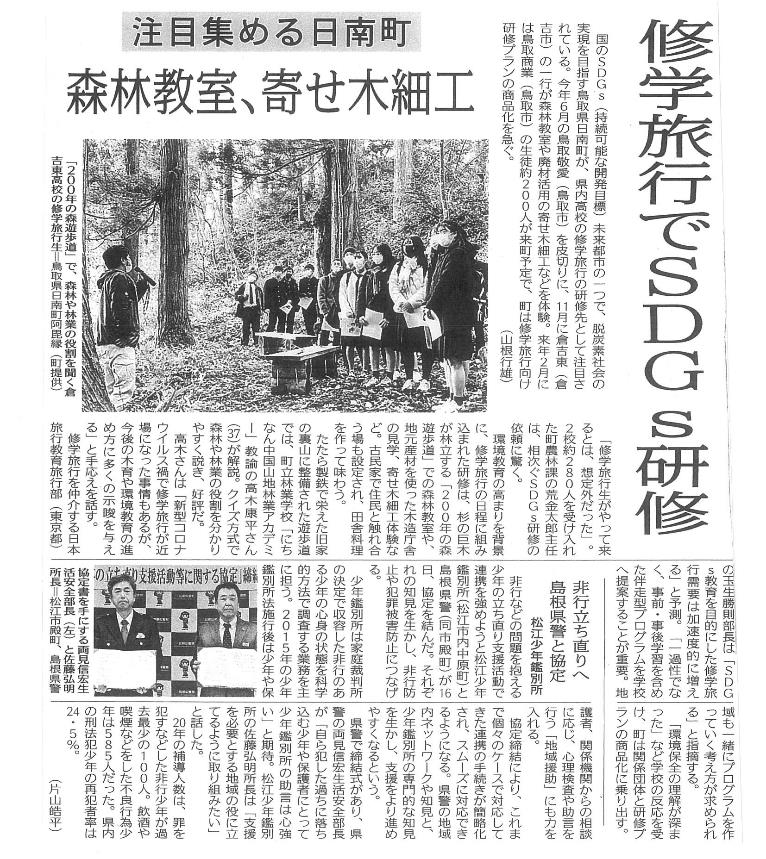 修学旅行でSDGs研修
注目集める日南町
森林教室、寄せ木細工
国のSDGs(持続可能な開発目標)未来都市の一つで、脱炭素社会の
実現を目指す鳥取県日南町が、県内高校の修学旅行の研修先として注目さ
れている。今年6月の鳥取敬愛(鳥取市)を皮切りに、11月に倉吉東(倉
吉市)の一行が森林教室や廃材活用の寄せ木細工などを体験。来年2月に
は鳥取商業(鳥取市)の生徒約200人が来町予定で、町は修学旅行向け
研修プランの商品化を急ぐ。
(山根行雄)
「200年の森遊歩道」で、森林や林業の役割を聞く倉
吉東高校の修学旅行生=鳥取県日南町阿毘縁(町提供)
「修学旅行生がやって来
るとは、想定外だった」。
2校約280人を受け入れ
た町農林課の荒金太郎主任
は、相次ぐSDGs研修の
依頼に驚く。
環境教育の高まりを背景
に、修学旅行の日程に組み
込まれた研修は、杉の巨木
が林立する「200年の森
遊歩道」での森林教室や、
地元産材を使った木造庁舎
の見学、寄せ木細工体験な
ど。古民家で住民と触れ合
う場も設定され、田舎料理
を作って味わう。
たたら製鉄で栄えた旧家
の裏山に整備された遊歩道
では、町立林業学校「にち
なん中国山地林業アカデミ
ー」教諭の高木康平さん
が解説。クイズ方式で
森林や林業の役割を分かり
やすく説き、好評だ。
高木さんは「新型コロナ
ウイルス禍で修学旅行が近
場になった事情もあるが、
今後の木育や環境教育の進
め方に多くの示唆を与え
る」と手応えを話す。
修学旅行を仲介する日本
旅行教育旅行部(東京都)
の玉生勝則部長は「SDG
s教育を目的にした修学旅
行需要は加速度的に増え
る」と予測。「一過性でな
く、事前・事後学習を含め
た伴走型プログラムを学校
へ提案することが重要。地
域も一緒にプログラムを作
っていく考え方が求められ
る」と指摘する。
「環境保全の理解が深ま
った」など学校の反応を受
け、町は関係団体と研修プ
ランの商品化に乗り出す。
非行立ち直りへ
島根県警と協定
松江少年鑑別所
非行などの問題を抱える
少年の立ち直り支援活動で
連携を強めようと松江少年
鑑別所(松江市内中原町)と
島根県警(同市殿町)が16
日、協定を結んだ。それぞ
れの知見を生かし、非行防
止や犯罪被害防止につなげ
る。
少年鑑別所は家庭裁判所
の決定で収容した非行のあ
る少年の心身の状態を科学
的方法で調査する業務を主
に担う。2015年の少年
鑑別所法施行後は少年や保
護者、関係機関からの相談
に応じ、心理検査や助言を
行う「地域援助」にも力を
入れる。
協定締結により、これま
で個々のケースで対応して
きた連携の手続きが簡略化
され、スムーズに対応でき
るようになる。県警の地域
内ネットワークや知見と、
少年鑑別所の専門的な知見
を生かし、支援をより進め
やすくなるという。
県警で締結式があり、県
警の両見信宏生活安全部長
が「自ら犯した過ちに落ち
込む少年や保護者にとって
少年鑑別所の助言は心強
い」と期待。松江少年鑑別
所の佐藤弘明所長は「支援
を必要とする地域の役に立
てるように取り組みたい」
と話した。
20年の補導人数は、罪を
犯すなどした非行少年が過
去最少の100人。飲酒や
喫煙などをした不良行為少
年は585人だった。県内
の刑法犯少年の再犯者率は
24・5%。
(片山皓平)
の立ち直り支援活動等に関する協定」締結
協定書を手にする両見信宏生
活安全部長(左)と佐藤弘明
所長=松江市殿町、島根県警